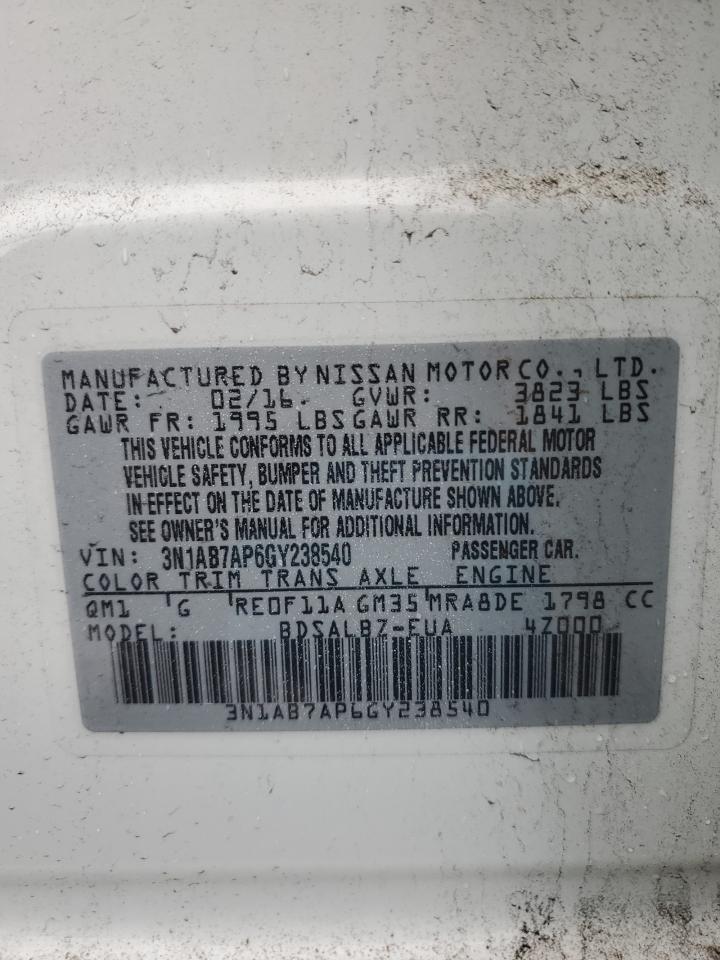 MANUFACTURED BY NISSAN MOTOR CO., LTD.
DATE: 02/16 GVWR: 3823 LBS
GAWR FR: 1995 LBS GAWR RR: 1841 LBS
THIS VEHICLE CONFORMS TO ALL APPLICABLE FEDERAL MOTOR
VEHICLE SAFETY, BUMPER AND THEFT PREVENTION STANDARDS
IN EFFECT ON THE DATE OF MANUFACTURE SHOWN ABOVE.
SEE OWNER'S MANUAL FOR ADDITIONAL INFORMATION.
VIN: 3N1AB7AP6GY238540 PASSENGER CAR.
COLOR TRIM TRANS AXLE ENGINE
QM1 G RE0F11A GM35 MRA8DE 1798 CC
MODEL: BDSALBZ-EUA 4Z000
3N1AB7AP6GY238540